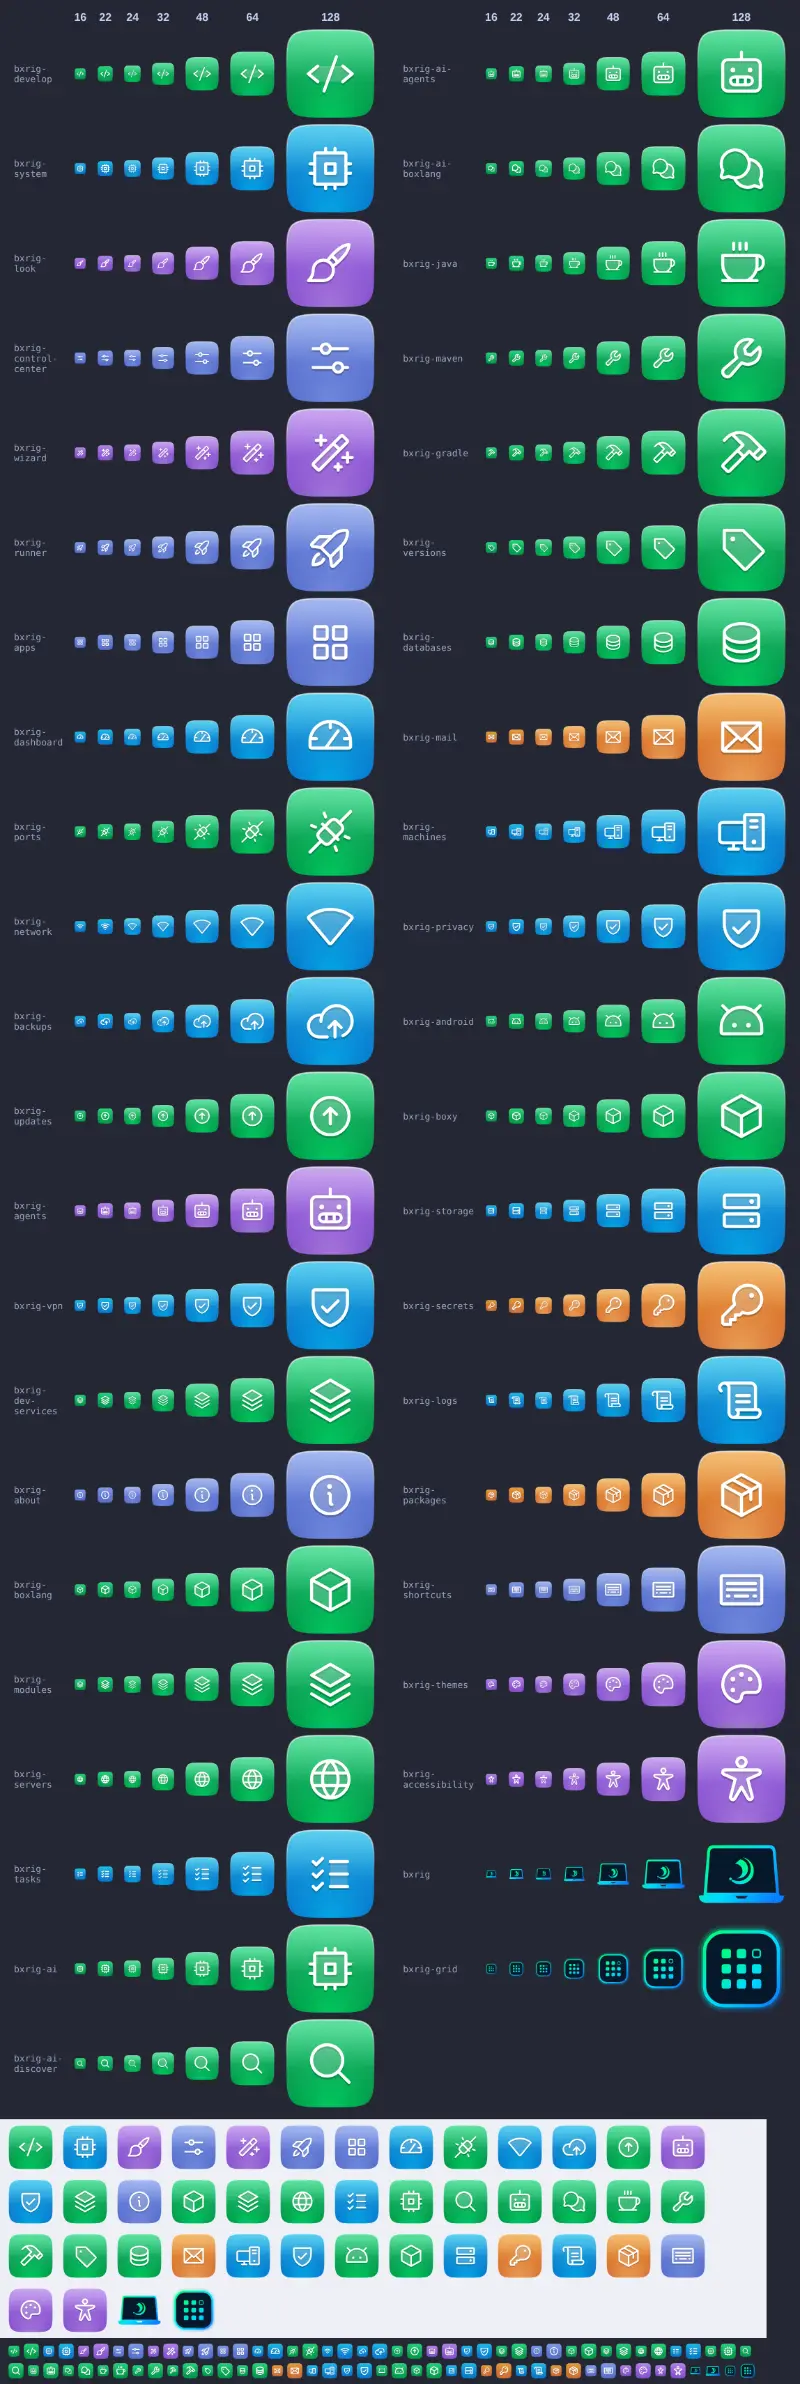 16 22 24 32 48 64 128
16 22 24 32 48 64 128
bxrig-
develop
bxrig-ai-
agents
bxrig-
system
bxrig-ai-
boxlang
bxrig-
look
bxrig-java
bxrig-
control-
center
bxrig-maven
bxrig-
wizard
bxrig-gradle
bxrig-
runner
bxrig-
versions
bxrig-
apps
bxrig-
databases
bxrig-
dashboard
bxrig-mail
bxrig-
ports
bxrig-
machines
bxrig-
network
bxrig-privacy
bxrig-
backups
bxrig-android
bxrig-
updates
bxrig-boxy
bxrig-
agents
bxrig-storage
bxrig-vpn
bxrig-secrets
bxrig-
dev-
services
bxrig-logs
bxrig-
about
bxrig-
packages
bxrig-
boxlang
bxrig-
shortcuts
bxrig-
modules
bxrig-themes
bxrig-
servers
bxrig-
accessibility
bxrig-
tasks
bxrig
bxrig-ai
bxrig-grid
bxrig-ai-
discover